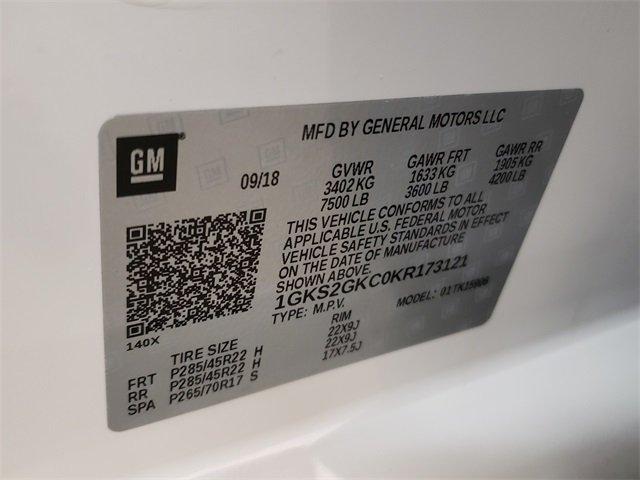 GM
MFD BY GENERAL MOTORS LLC
09/18
GVWR GAWR FRT GAWR RR
3402 KG 1633 KG 1905 KG
7500 LB 3600 LB 4200 LB
THIS VEHICLE CONFORMS TO ALL
APPLICABLE U.S. FEDERAL MOTOR
VEHICLE SAFETY STANDARDS IN EFFECT
ON THE DATE OF MANUFACTURE
SHOWN ABOVE.
1GKS2GKC0KR173121
TYPE: M.P.V. MODEL: 01TK15906
140X
TIRE SIZE RIM
FRT P285/45R22 H 22X9J
RR P285/45R22 H 22X9J
SPA P265/70R17 S 17X7.5J